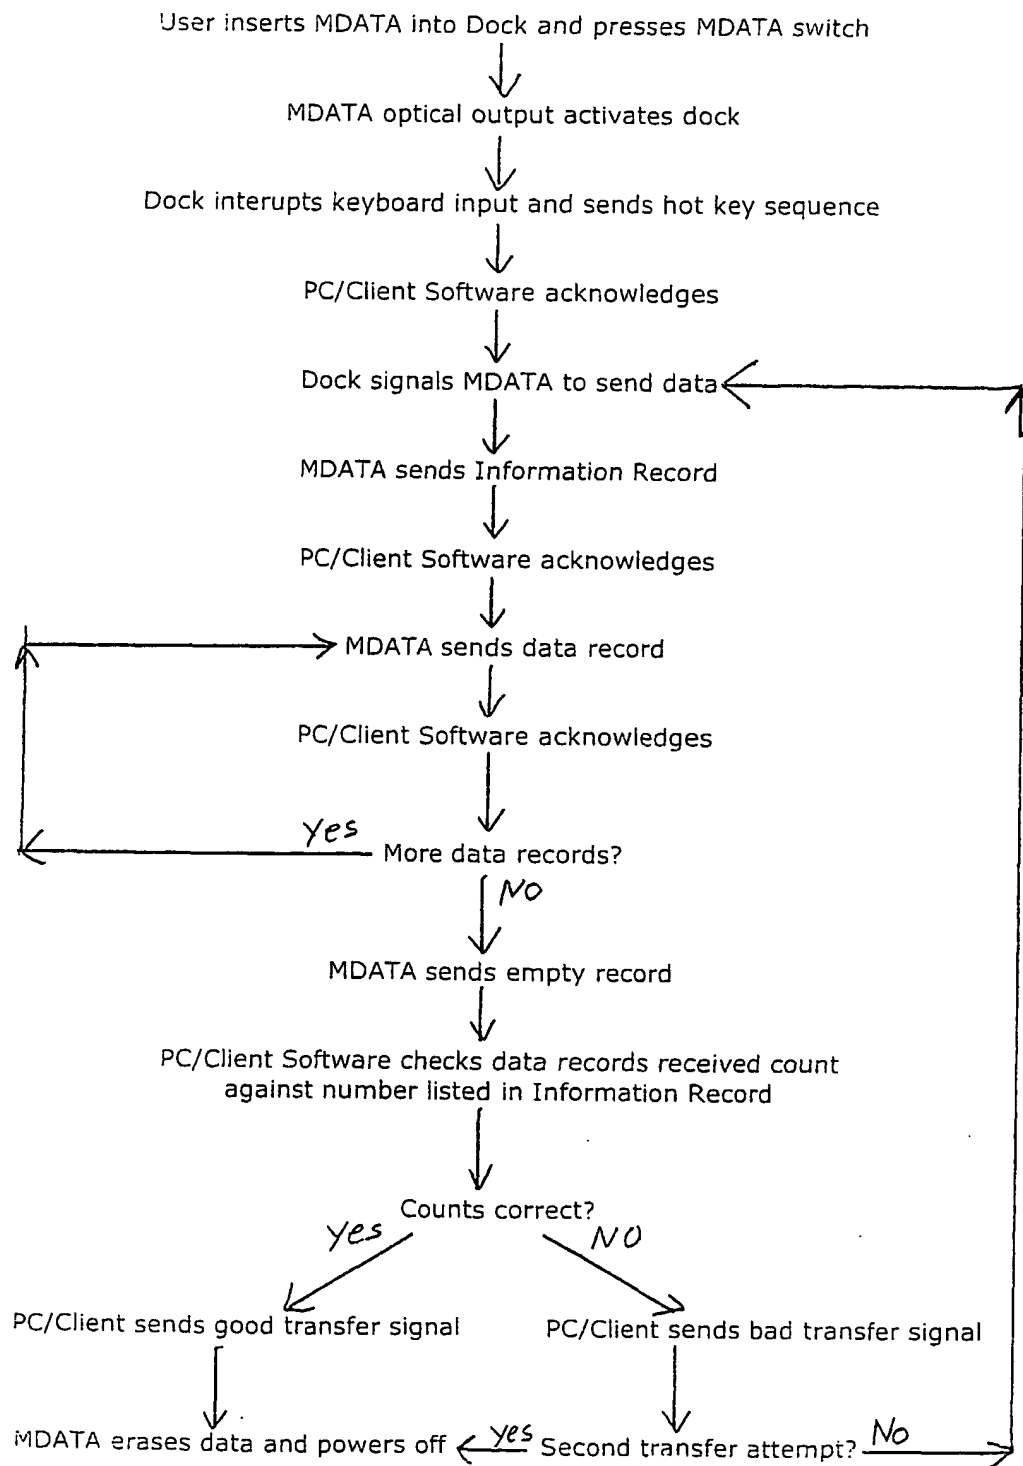 User inserts MDATA into Dock and presses MDATA switch
MDATA optical output activates dock
Dock interupts keyboard input and sends hot key sequence
PC/Client Software acknowledges
Dock signals MDATA to send data
MDATA sends Information Record
PC/Client Software acknowledges
MDATA sends data record
PC/Client Software acknowledges
Yes
More data records?
NO
MDATA sends empty record
PC/Client Software checks data records received count
against number listed in Information Record
Counts correct?
Yes
NO
PC/Client sends good transfer signal
PC/Client sends bad transfer signal
MDATA erases data and powers off
Yes
Second transfer attempt?
No